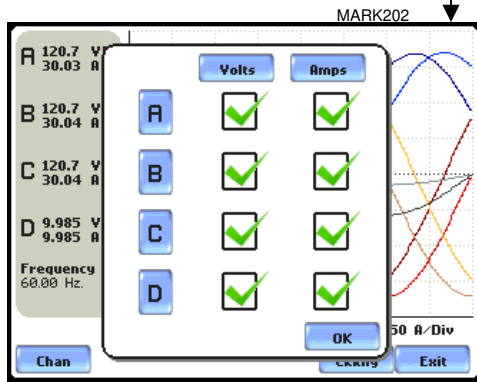 MARK202
A 120.7 V
30.03 A
Volts Amps
A
B 120.7 V
30.04 A
B
C 120.7 V
30.04 A
C
D 9.985 V
9.985 A
Frequency
60.00 Hz.
D
OK
50 A/Div
Chan Exit